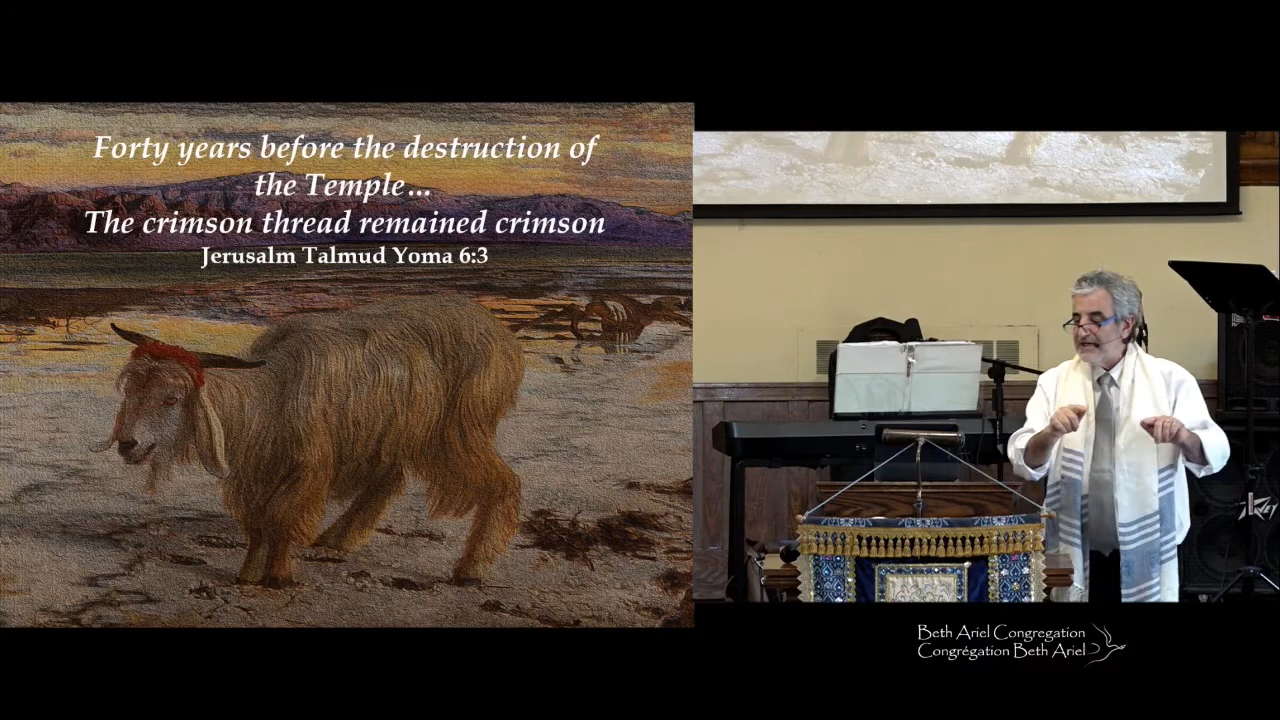 Forty years before the destruction of
the Temple...
The crimson thread remained crimson
Jerusalm Talmud Yoma 6:3
PEAVEY
Beth Ariel Congregation
Congrégation Beth Ariel